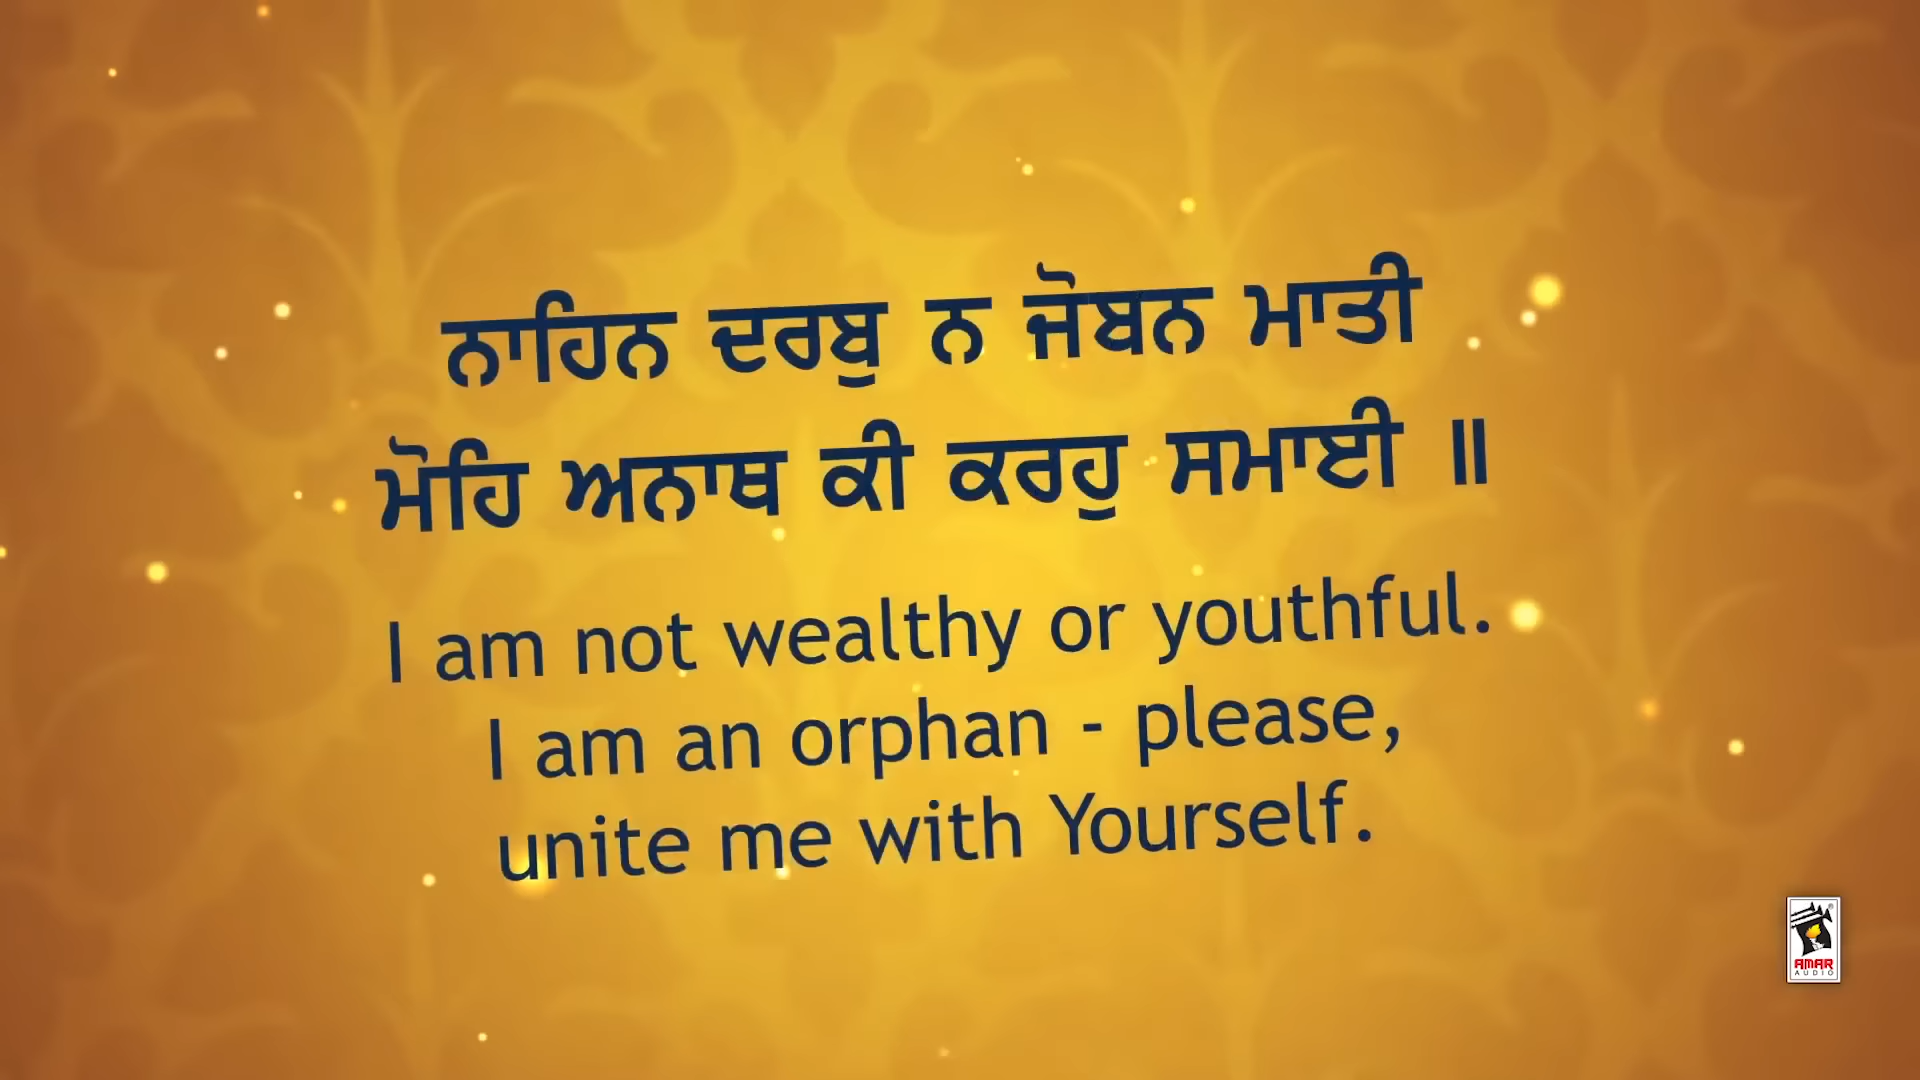 ਨਾਹਿਨ ਦਰਬੁ ਨ ਜੋਬਨ ਮਾਤੀ
ਮੋਹਿ ਅਨਾਥ ਕੀ ਕਰਹੁ ਸਮਾਈ ॥
I am not wealthy or youthful.
I am an orphan - please,
unite me with Yourself.
AMAR
AUDIO